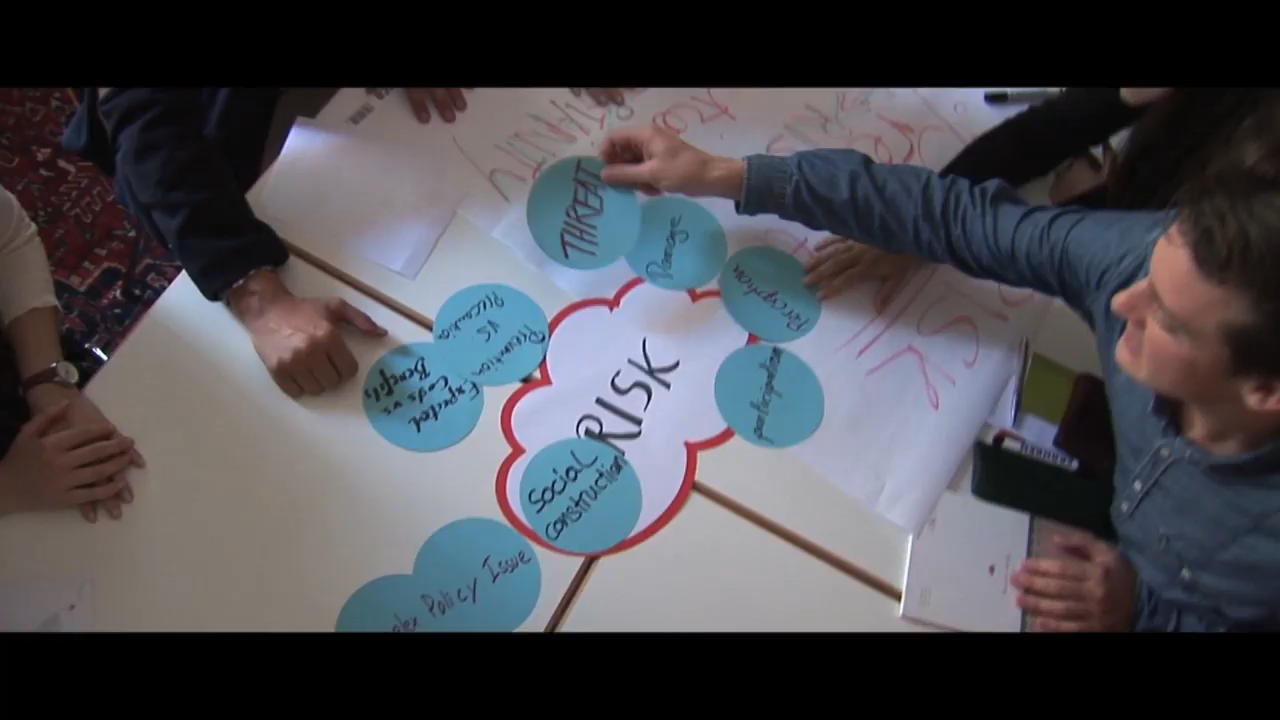 THREAT
Damage
Perception
participation
Precaution
VS
Prevention
Expected
Costs vs
Benefits
RISK
Social
construction
Policy Issue